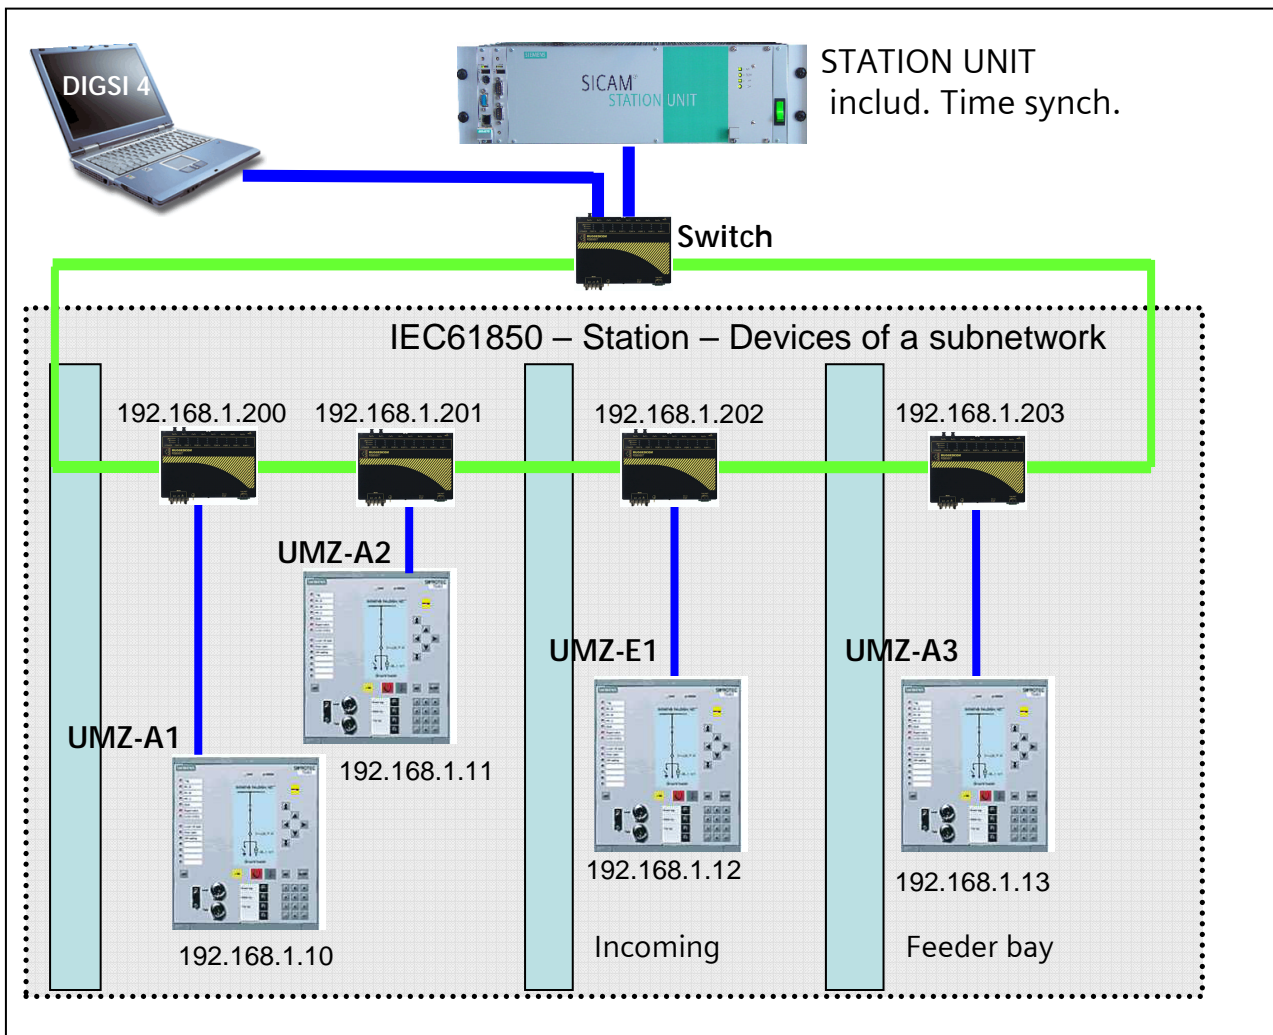 DIGSI 4
SIEMENS
SICAM
STATION UNIT
STATION UNIT
includ. Time synch.
Switch
IEC61850 – Station – Devices of a subnetwork
192.168.1.200
192.168.1.201
192.168.1.202
192.168.1.203
UMZ-A2
UMZ-E1
UMZ-A3
UMZ-A1
192.168.1.11
192.168.1.12
192.168.1.13
192.168.1.10
Incoming
Feeder bay